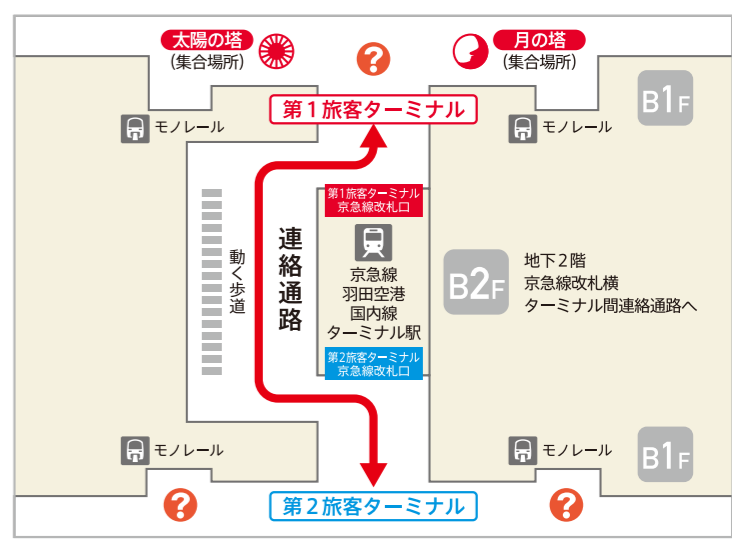 太陽の塔
(集合場所)
?
月の塔
(集合場所)
B1F
第1旅客ターミナル
モノレール
モノレール
第1旅客ターミナル
京急線改札口
動く歩道
連絡通路
京急線
羽田空港
国内線
ターミナル駅
B2F
地下2階
京急線改札横
ターミナル間連絡通路へ
第2旅客ターミナル
京急線改札口
モノレール
モノレール
B1F
?
第2旅客ターミナル
?